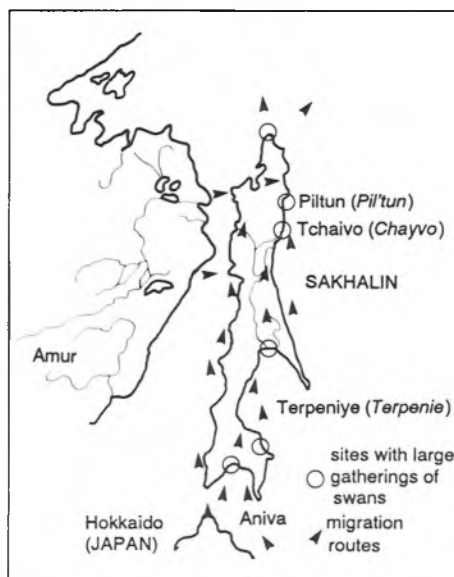 Piltun (Pil'tun)
Tchaivo (Chayvo)
SAKHALIN
Amur
Terpeniye (Terpenie)
sites with large
gatherings of
swans
Hokkaido
(JAPAN)
Aniva
migration
routes